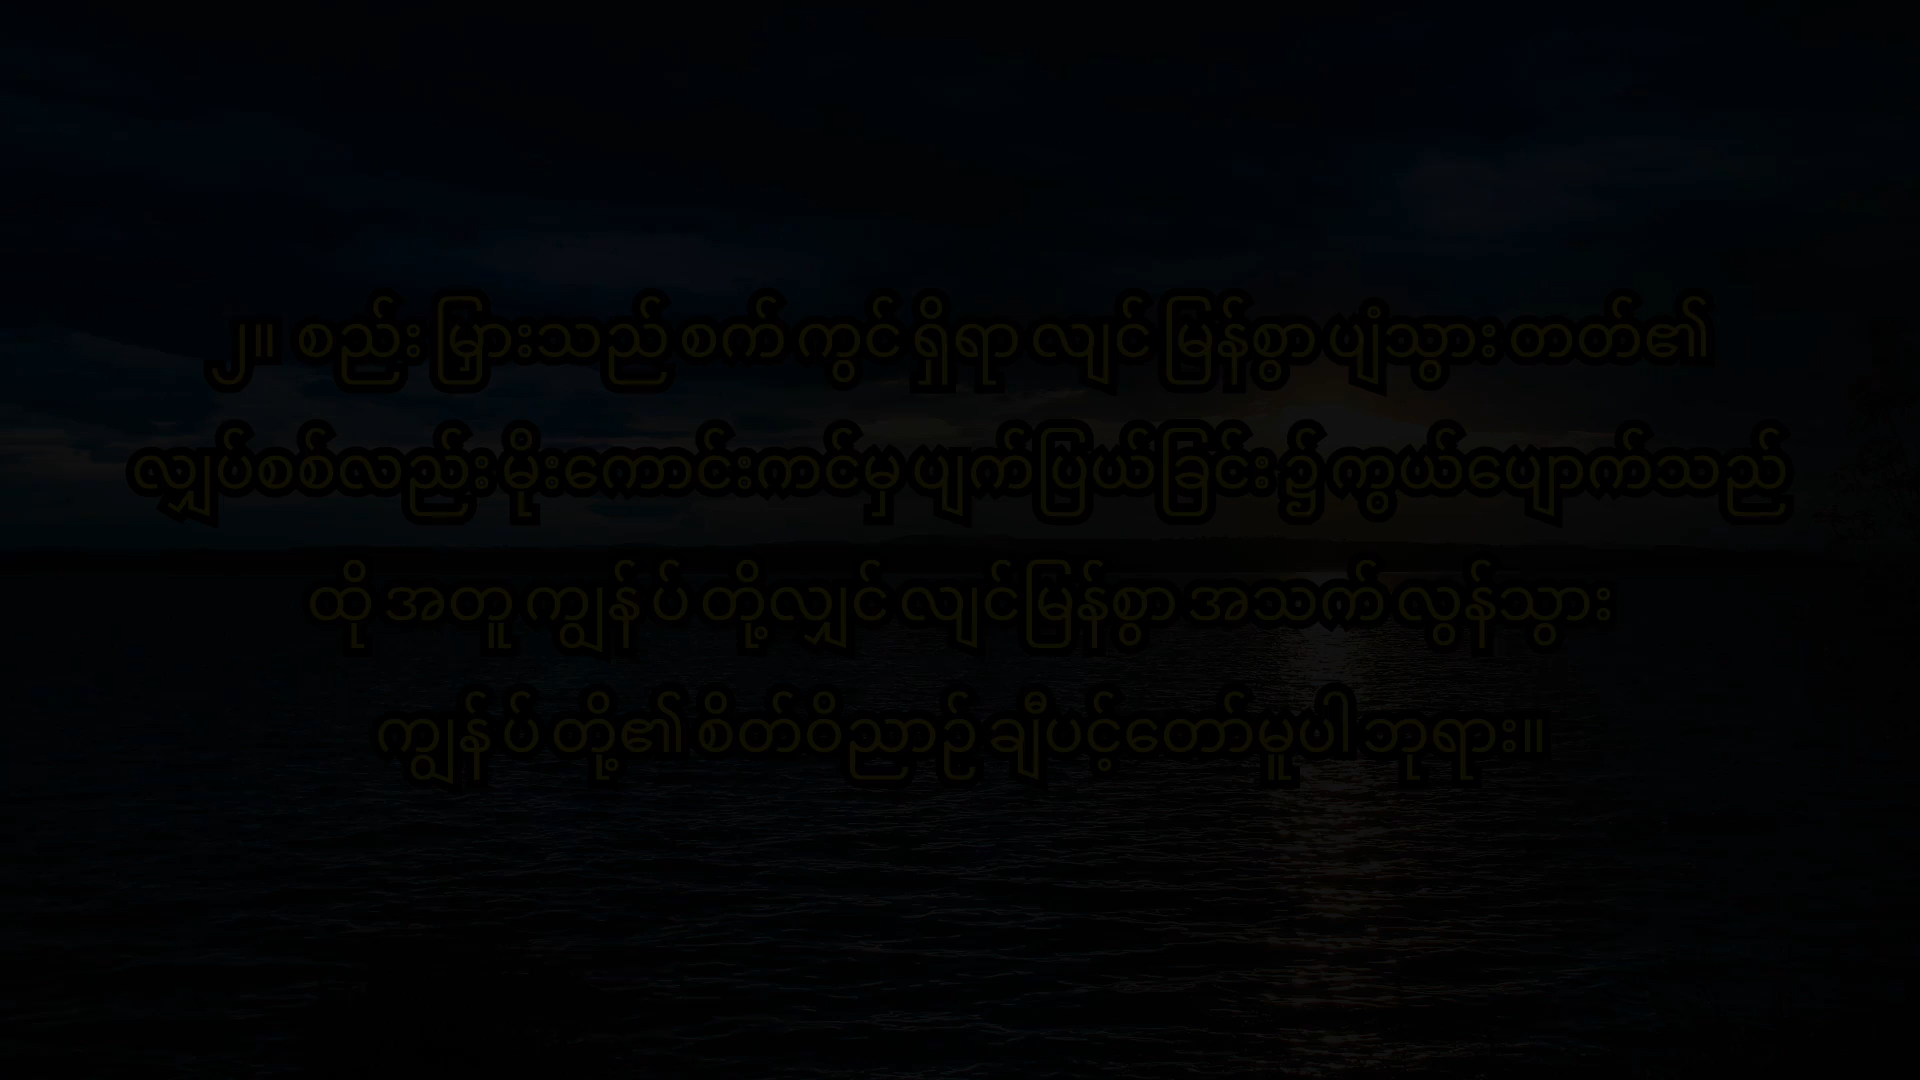 ၂။ စည်းမြှားသည် စက်ကွင်ရှိရာ လျင်မြန်စွာ ပျံသွားတတ်၏
လျှပ်စစ်လည်း မိုးကောင်းကင်မှ ပျက်ပြယ်ခြင်း၌ ကွယ်ပျောက်သည့်
ထိုအတူ ကျွန်ုပ်တို့လျှင် လျင်မြန်စွာ အသက်လွန်သွား
ကျွန်ုပ်တို့၏ စိတ်ဝိညာဉ် ချီပင့်တော်မူပါ ဘုရား။